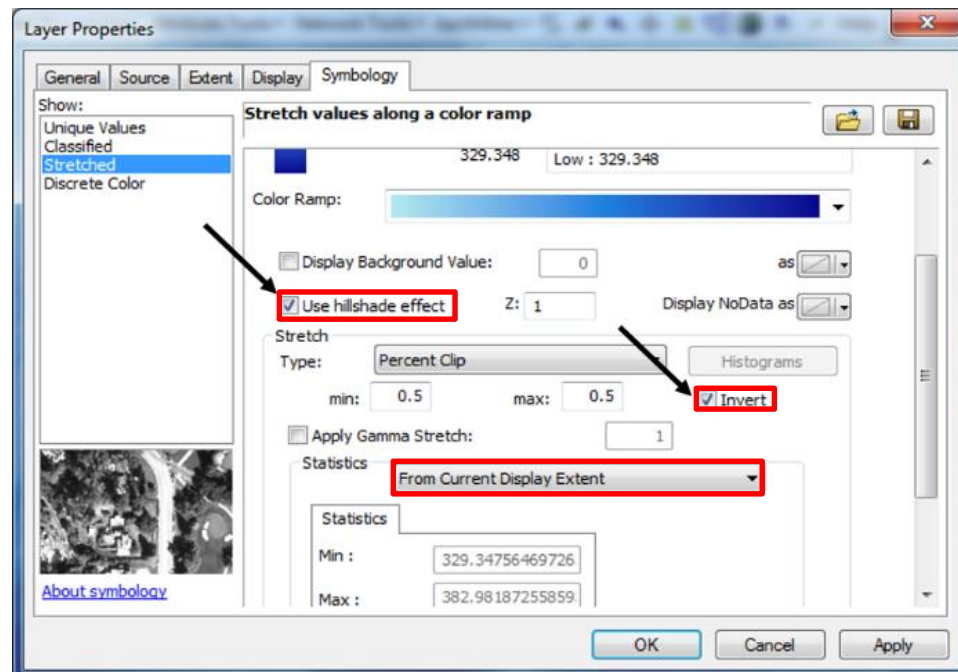 Layer Properties
General Source Extent Display Symbology
Show:
Unique Values
Classified
Stretched
Discrete Color
About symbology
Stretch values along a color ramp
329.348 Low : 329.348
Color Ramp:
Display Background Value: 0 as
Use hillshade effect Z: 1 Display NoData as
Stretch
Type: Percent Clip Histograms
min: 0.5 max: 0.5 Invert
Apply Gamma Stretch: 1
Statistics
From Current Display Extent
Statistics
Min : 329.34756469726
Max : 382.98187255859
OK Cancel Apply